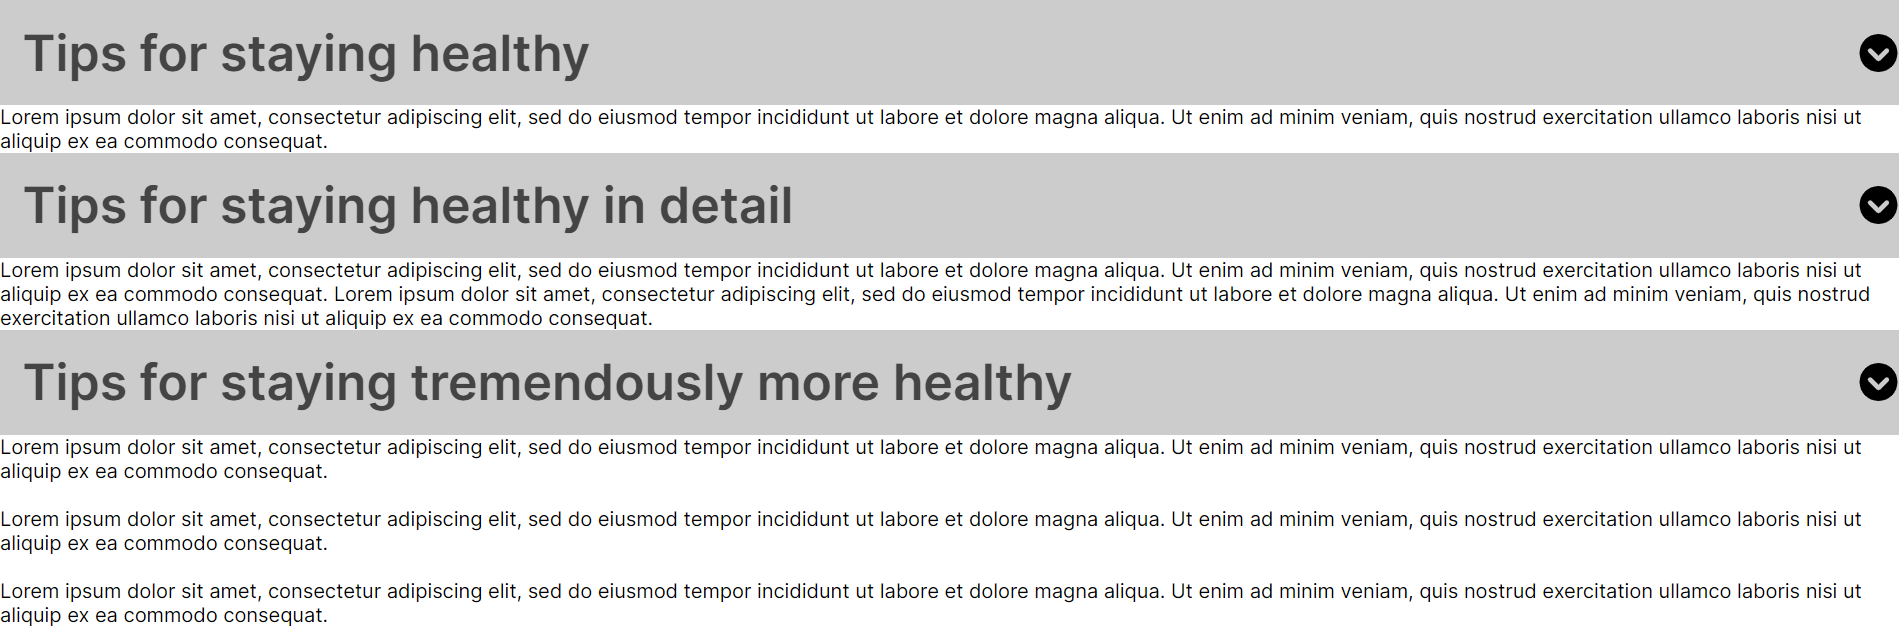 Tips for staying healthy
Lorem ipsum dolor sit amet, consectetur adipiscing elit, sed do eiusmod tempor incididunt ut labore et dolore magna aliqua. Ut enim ad minim veniam, quis nostrud exercitation ullamco laboris nisi ut
aliquip ex ea commodo consequat.
Tips for staying healthy in detail
Lorem ipsum dolor sit amet, consectetur adipiscing elit, sed do eiusmod tempor incididunt ut labore et dolore magna aliqua. Ut enim ad minim veniam, quis nostrud exercitation ullamco laboris nisi ut
aliquip ex ea commodo consequat. Lorem ipsum dolor sit amet, consectetur adipiscing elit, sed do eiusmod tempor incididunt ut labore et dolore magna aliqua. Ut enim ad minim veniam, quis nostrud
exercitation ullamco laboris nisi ut aliquip ex ea commodo consequat.
Tips for staying tremendously more healthy
Lorem ipsum dolor sit amet, consectetur adipiscing elit, sed do eiusmod tempor incididunt ut labore et dolore magna aliqua. Ut enim ad minim veniam, quis nostrud exercitation ullamco laboris nisi ut
aliquip ex ea commodo consequat.
Lorem ipsum dolor sit amet, consectetur adipiscing elit, sed do eiusmod tempor incididunt ut labore et dolore magna aliqua. Ut enim ad minim veniam, quis nostrud exercitation ullamco laboris nisi ut
aliquip ex ea commodo consequat.
Lorem ipsum dolor sit amet, consectetur adipiscing elit, sed do eiusmod tempor incididunt ut labore et dolore magna aliqua. Ut enim ad minim veniam, quis nostrud exercitation ullamco laboris nisi ut
aliquip ex ea commodo consequat.